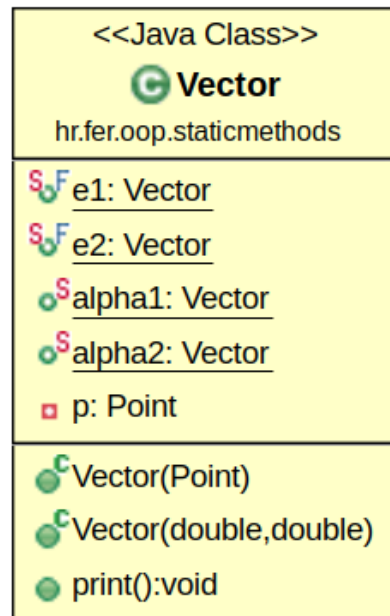 <<Java Class>>
C Vector
hr.fer.oop.staticmethods
S F e1: Vector
S F e2: Vector
S alpha1: Vector
S alpha2: Vector
p: Point
C Vector(Point)
C Vector(double,double)
print():void